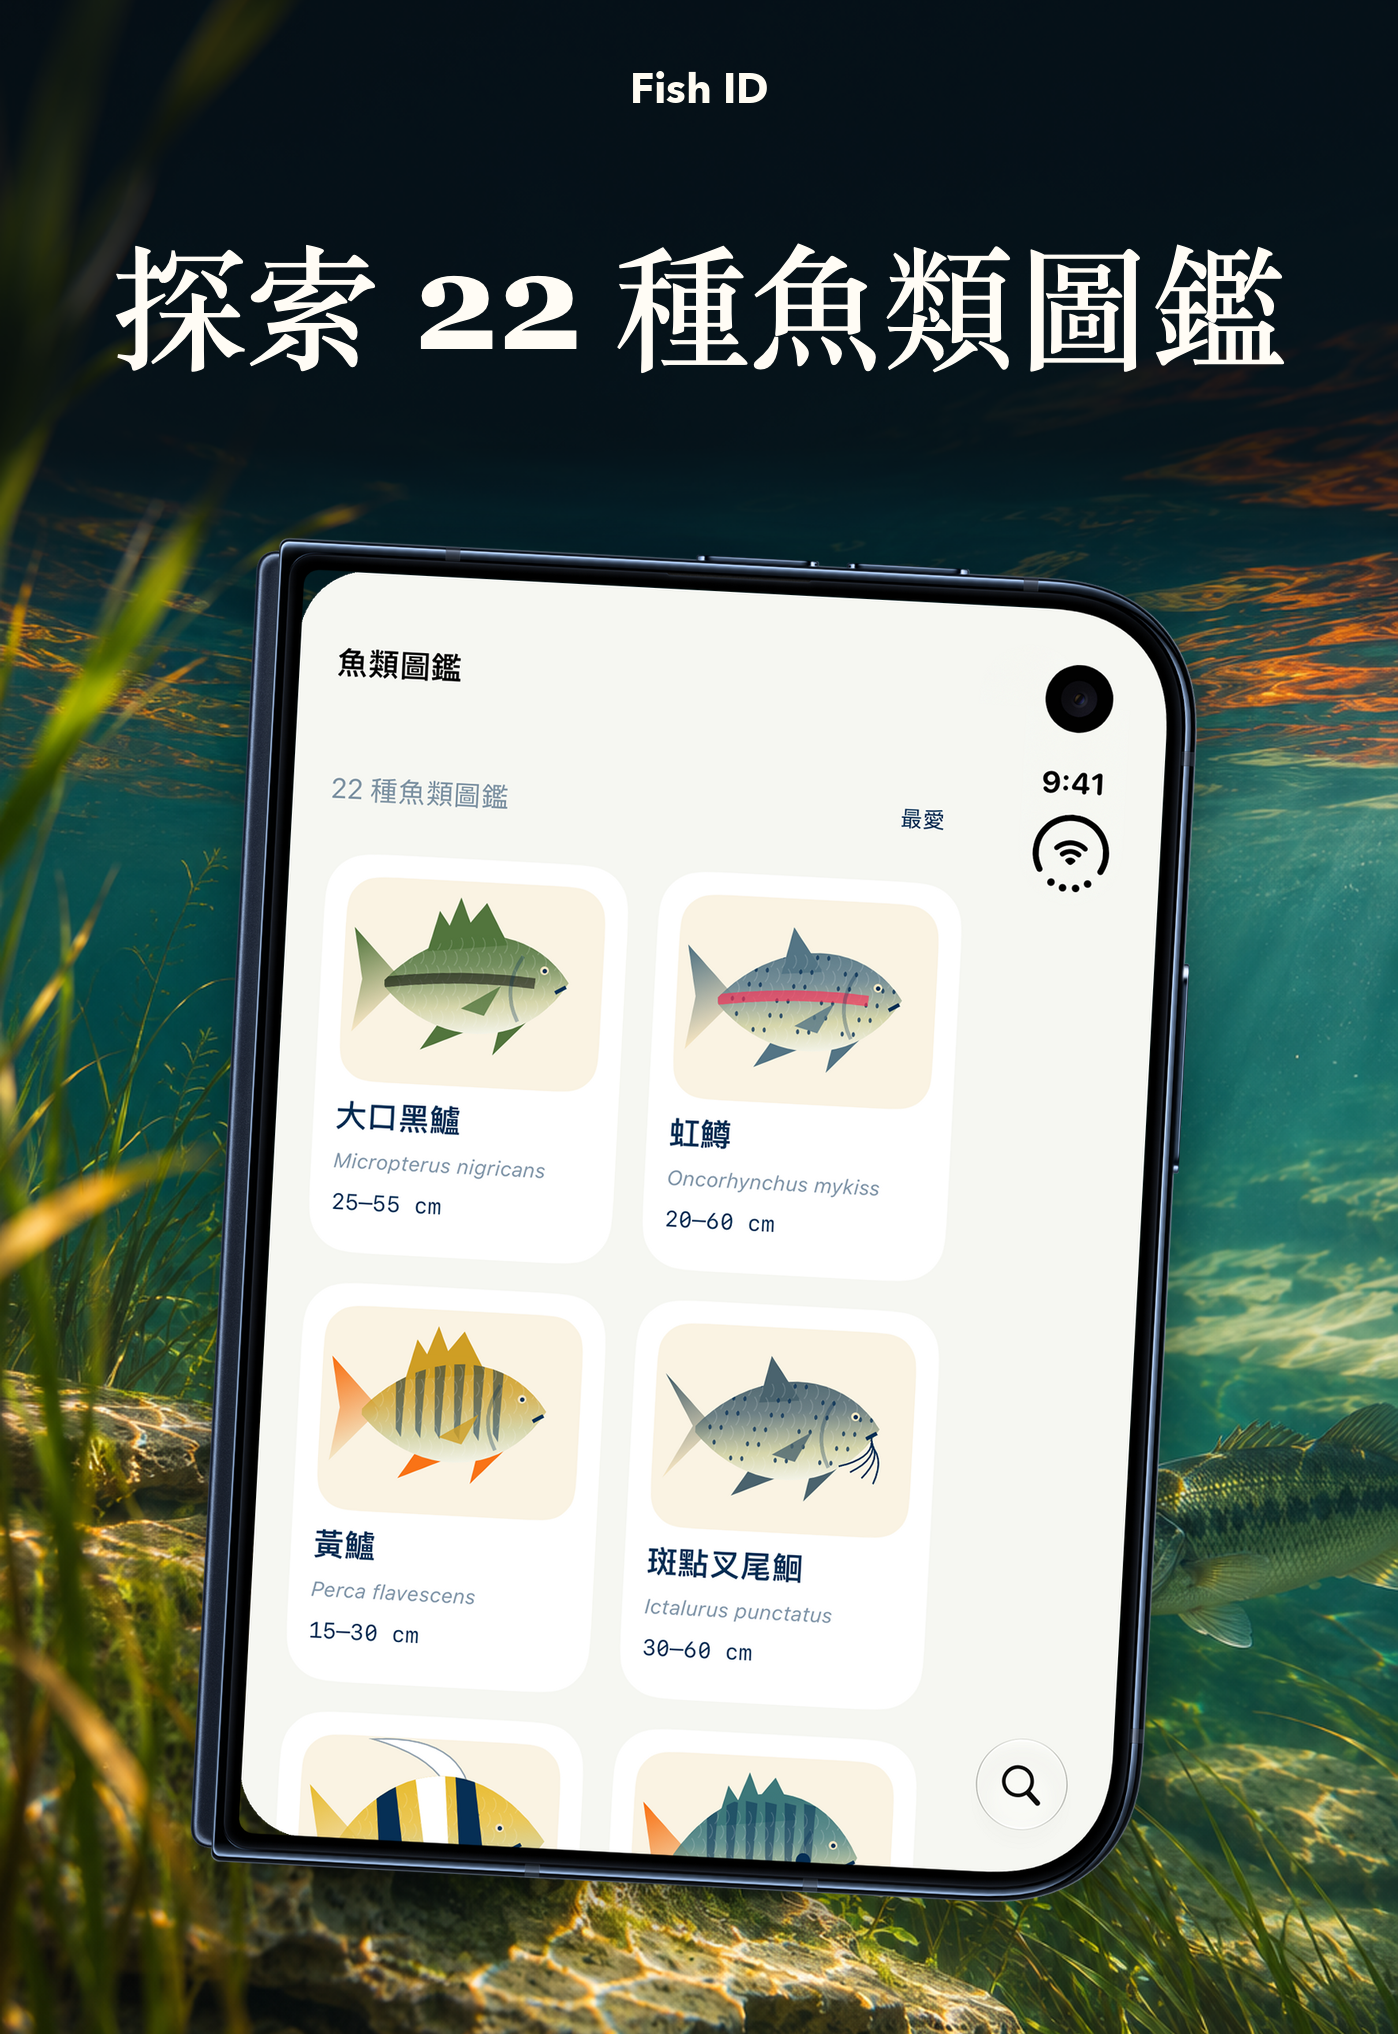 Fish ID
探索 22 種魚類圖鑑
魚類圖鑑
9:41
22 種魚類圖鑑
最愛
大口黑鱸
Micropterus nigricans
25–55 cm
虹鱒
Oncorhynchus mykiss
20–60 cm
黃鱸
Perca flavescens
15–30 cm
斑點叉尾鮰
Ictalurus punctatus
30–60 cm